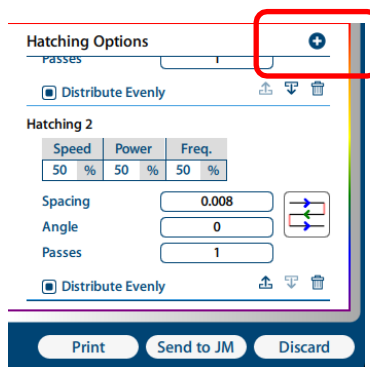 Hatching Options
Passes 1
Distribute Evenly
Hatching 2
Speed Power Freq.
50 % 50 % 50 %
Spacing 0.008
Angle 0
Passes 1
Distribute Evenly
Print Send to JM Discard